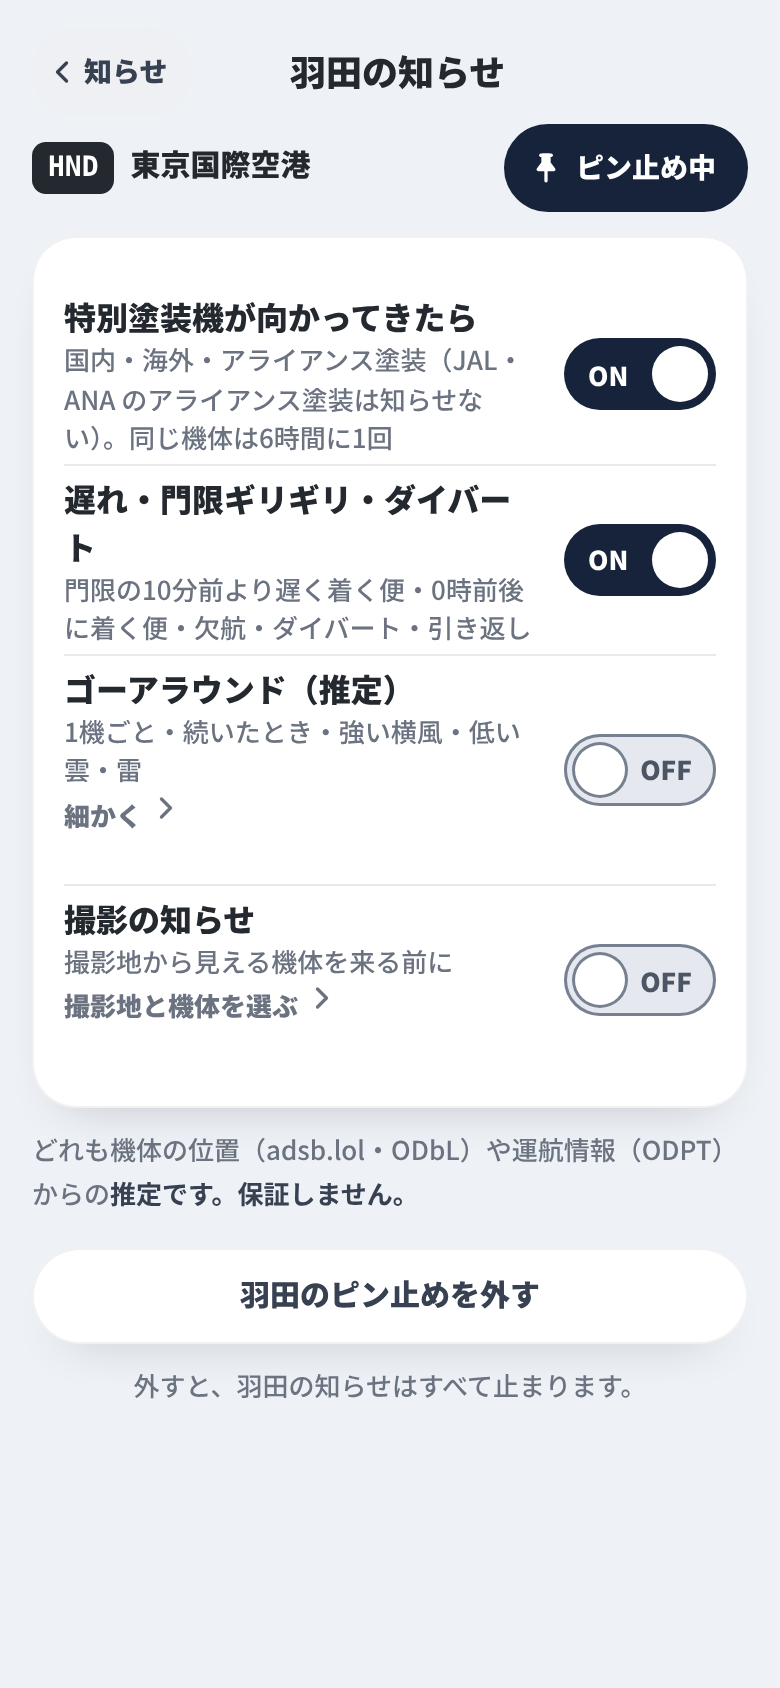 知らせ
羽田の知らせ
HND 東京国際空港
ピン止め中
特別塗装機が向かってきたら
国内・海外・アライアンス塗装（JAL・
ANA のアライアンス塗装は知らせな
い）。同じ機体は6時間に1回
ON
遅れ・門限ギリギリ・ダイバー
ト
門限の10分前より遅く着く便・0時前後
に着く便・欠航・ダイバート・引き返し
ON
ゴーアラウンド（推定）
1機ごと・続いたとき・強い横風・低い
雲・雷
細かく
OFF
撮影の知らせ
撮影地から見える機体を来る前に
撮影地と機体を選ぶ
OFF
どれも機体の位置（adsb.lol・ODbL）や運航情報（ODPT）
からの推定です。保証しません。
羽田のピン止めを外す
外すと、羽田の知らせはすべて止まります。